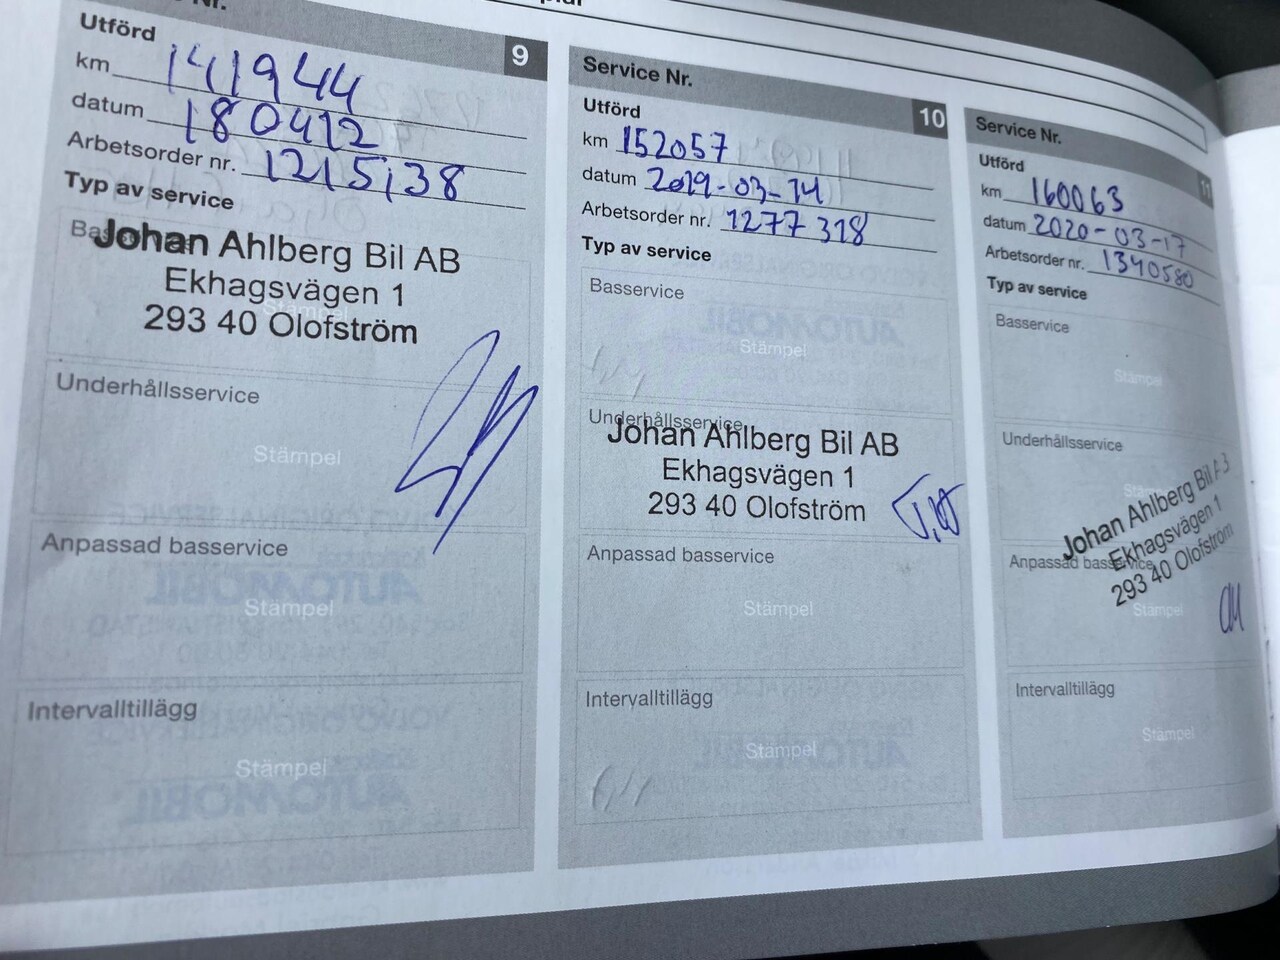 Utförd
9
km 141944
datum 180412
Arbetsorder nr. 1215138
Typ av service
Johan Ahlberg Bil AB
Ekhagsvägen 1
Stämpel
293 40 Olofström
Underhållsservice
Stämpel
Anpassad basservice
Stämpel
Intervalltillägg
Stämpel
Service Nr.
10
Utförd
km 152057
datum 2019-03-14
Arbetsorder nr. 1277318
Typ av service
Basservice
Stämpel
Underhållsservice
Johan Ahlberg Bil AB
Ekhagsvägen 1
293 40 Olofström
Anpassad basservice
Stämpel
Intervalltillägg
Stämpel
Service Nr.
11
Utförd
km 160063
datum 2020-03-17
Arbetsorder nr. 1340580
Typ av service
Basservice
Stämpel
Underhållsservice
Johan Ahlberg Bil
Ekhagsvägen 1
293 40 Olofström
Anpassad basservice
Stämpel
Intervalltillägg
Stämpel